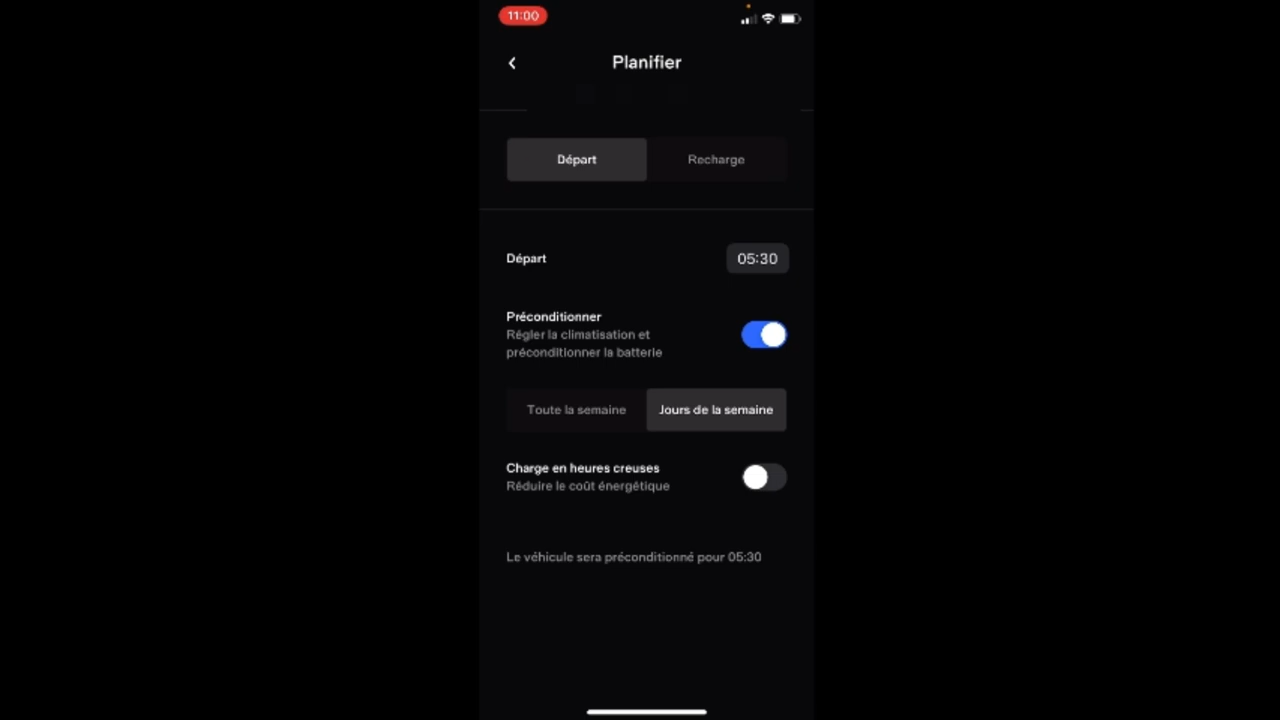 11:00
Planifier
Départ
Recharge
Départ
05:30
Préconditionner
Régler la climatisation et
préconditionner la batterie
Toute la semaine
Jours de la semaine
Charge en heures creuses
Réduire le coût énergétique
Le véhicule sera préconditionné pour 05:30